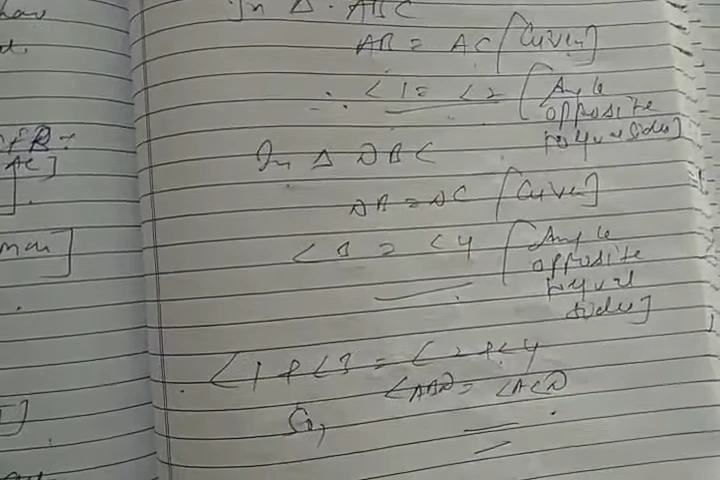 In Δ ABC
AB = AC [Given]
∴ ∠1 = ∠2 [Angle
opposite
to equal sides]
In Δ DBC
DB = DC [Given]
∠3 = ∠4 [Angle
opposite
to equal
sides]
∠1 + ∠3 = ∠2 + ∠4
∠ABD = ∠ACD
So,